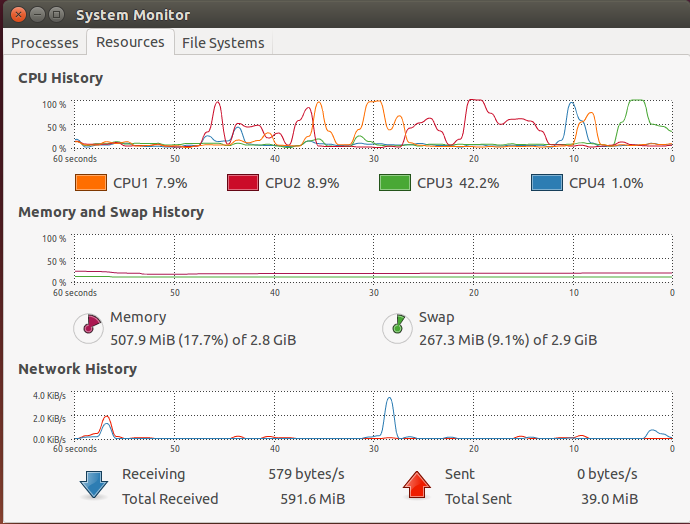 System Monitor
Processes Resources File Systems
CPU History
100 %
50 %
0 %
60 seconds 50 40 30 20 10 0
CPU1 7.9% CPU2 8.9% CPU3 42.2% CPU4 1.0%
Memory and Swap History
100 %
50 %
0 %
60 seconds 50 40 30 20 10 0
Memory Swap
507.9 MiB (17.7%) of 2.8 GiB 267.3 MiB (9.1%) of 2.9 GiB
Network History
4.0 KiB/s
2.0 KiB/s
0.0 KiB/s
60 seconds 50 40 30 20 10 0
Receiving 579 bytes/s Sent 0 bytes/s
Total Received 591.6 MiB Total Sent 39.0 MiB